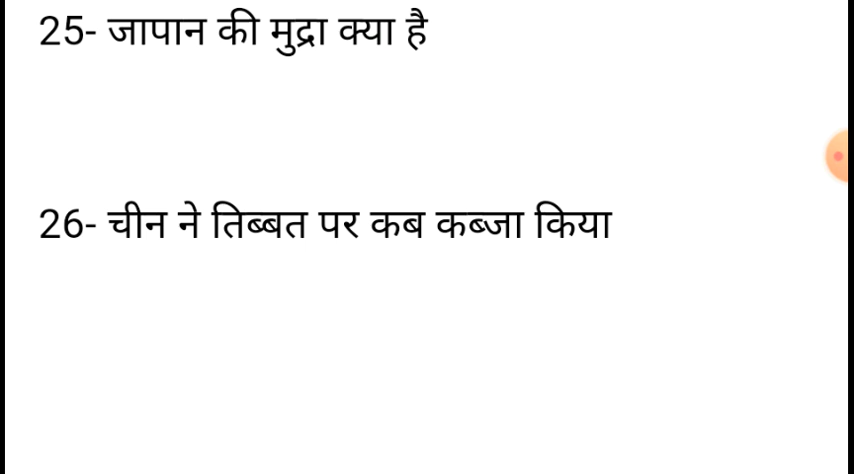 25- जापान की मुद्रा क्या है
26- चीन ने तिब्बत पर कब कब्जा किया